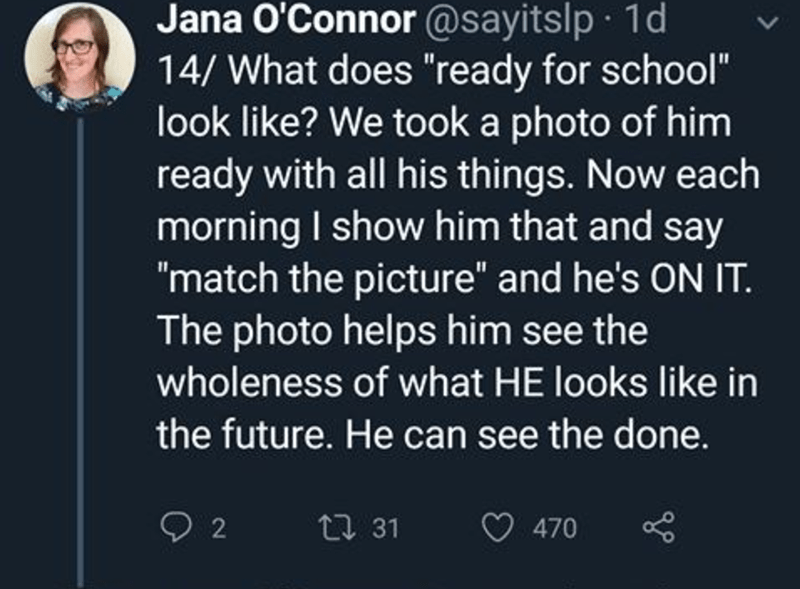 Jana O'Connor @sayitslp · 1d
14/ What does "ready for school"
look like? We took a photo of him
ready with all his things. Now each
morning I show him that and say
"match the picture" and he's ON IT.
The photo helps him see the
wholeness of what HE looks like in
the future. He can see the done.
2 31 470